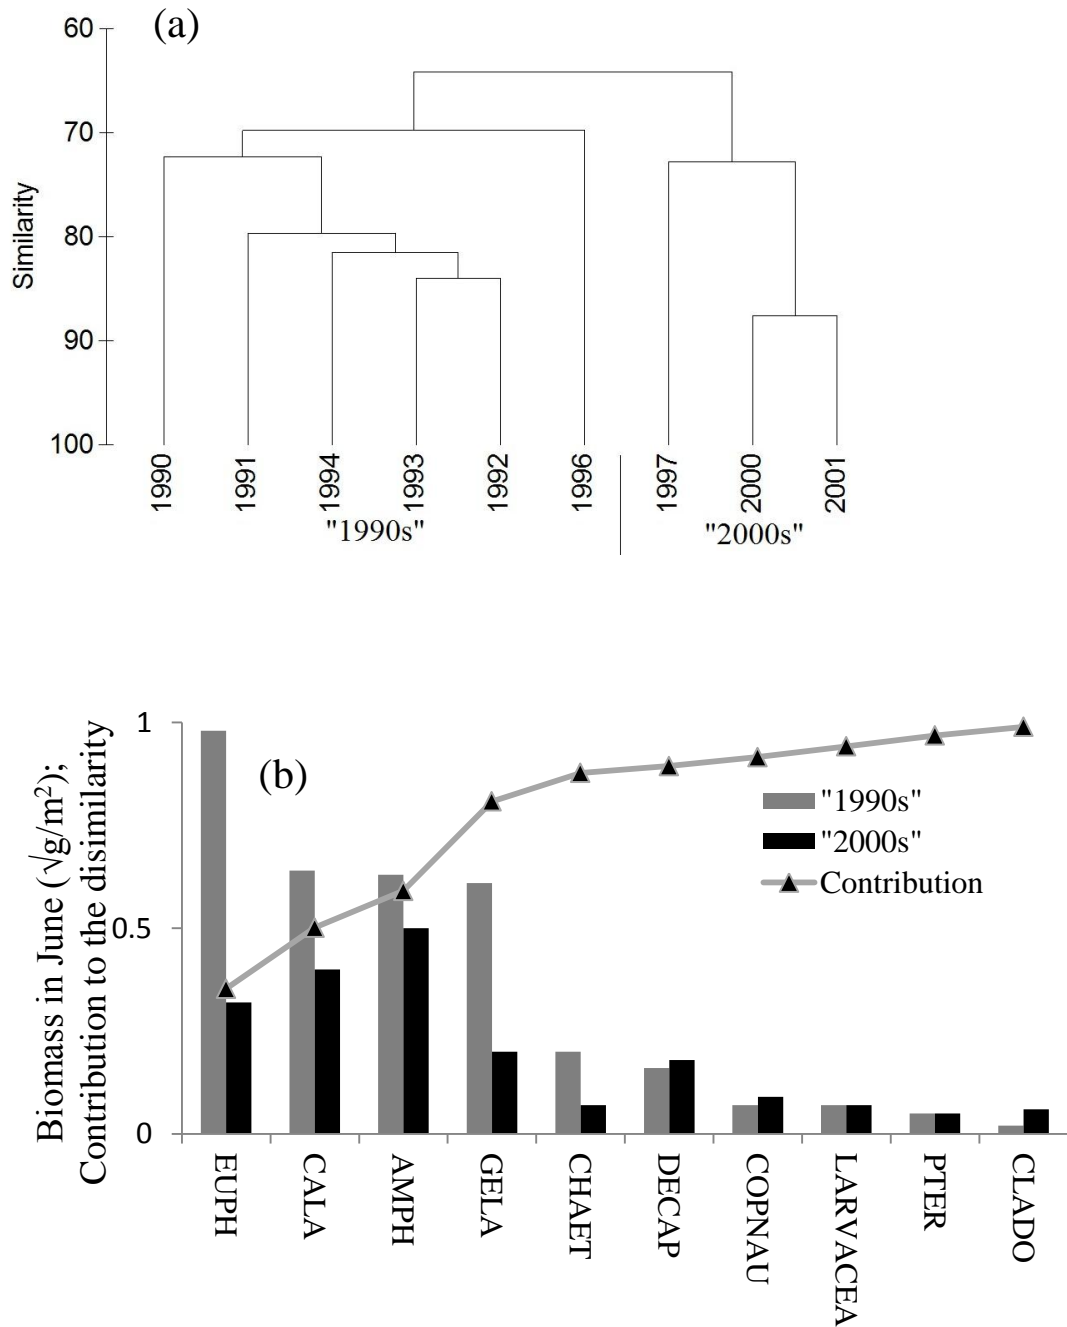 (a)
60
70
80
90
100
Similarity
1990
1991
1994
1993
1992
1996
1997
2000
2001
"1990s"
"2000s"
(b)
Biomass in June (√g/m²);
Contribution to the disimilarity
1
0.5
0
"1990s"
"2000s"
Contribution
EUPH
CALA
AMPH
GELA
CHAET
DECAP
COPNAU
LARVACEA
PTER
CLADO